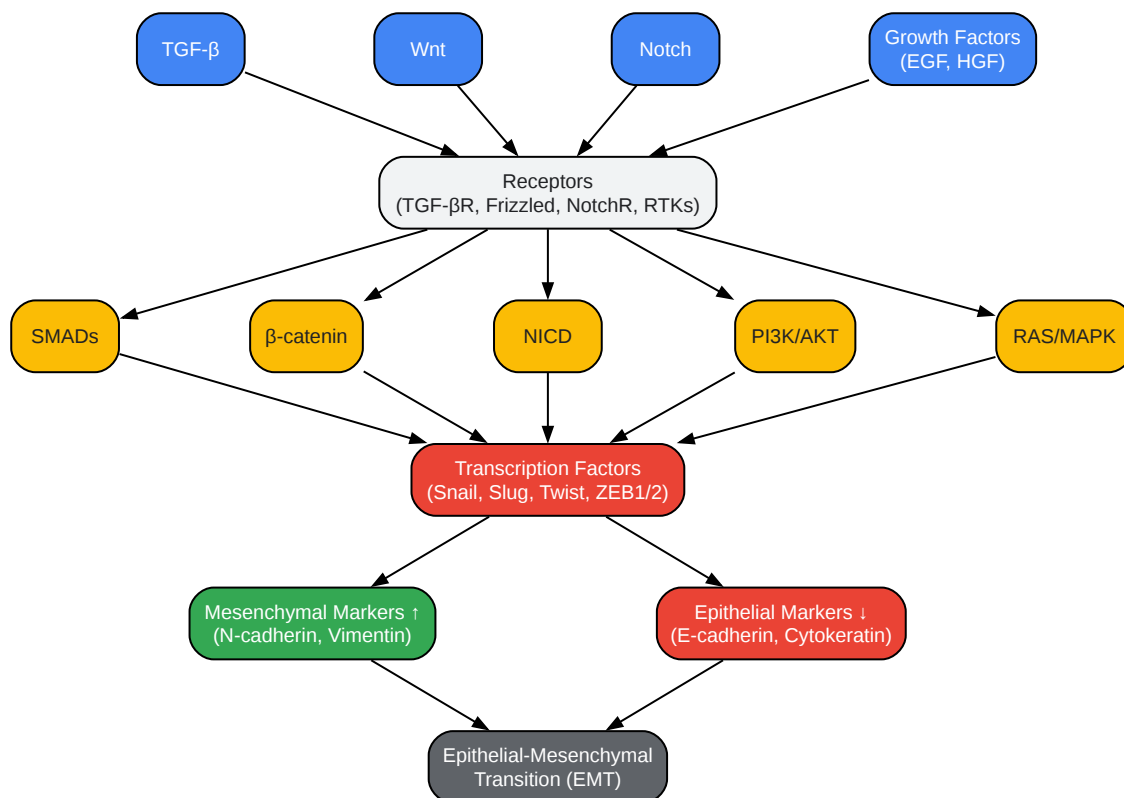 TGF-β
Wnt
Notch
Growth Factors
(EGF, HGF)
Receptors
(TGF-βR, Frizzled, NotchR, RTKs)
SMADs
β-catenin
NICD
PI3K/AKT
RAS/MAPK
Transcription Factors
(Snail, Slug, Twist, ZEB1/2)
Mesenchymal Markers ↑
(N-cadherin, Vimentin)
Epithelial Markers ↓
(E-cadherin, Cytokeratin)
Epithelial-Mesenchymal
Transition (EMT)